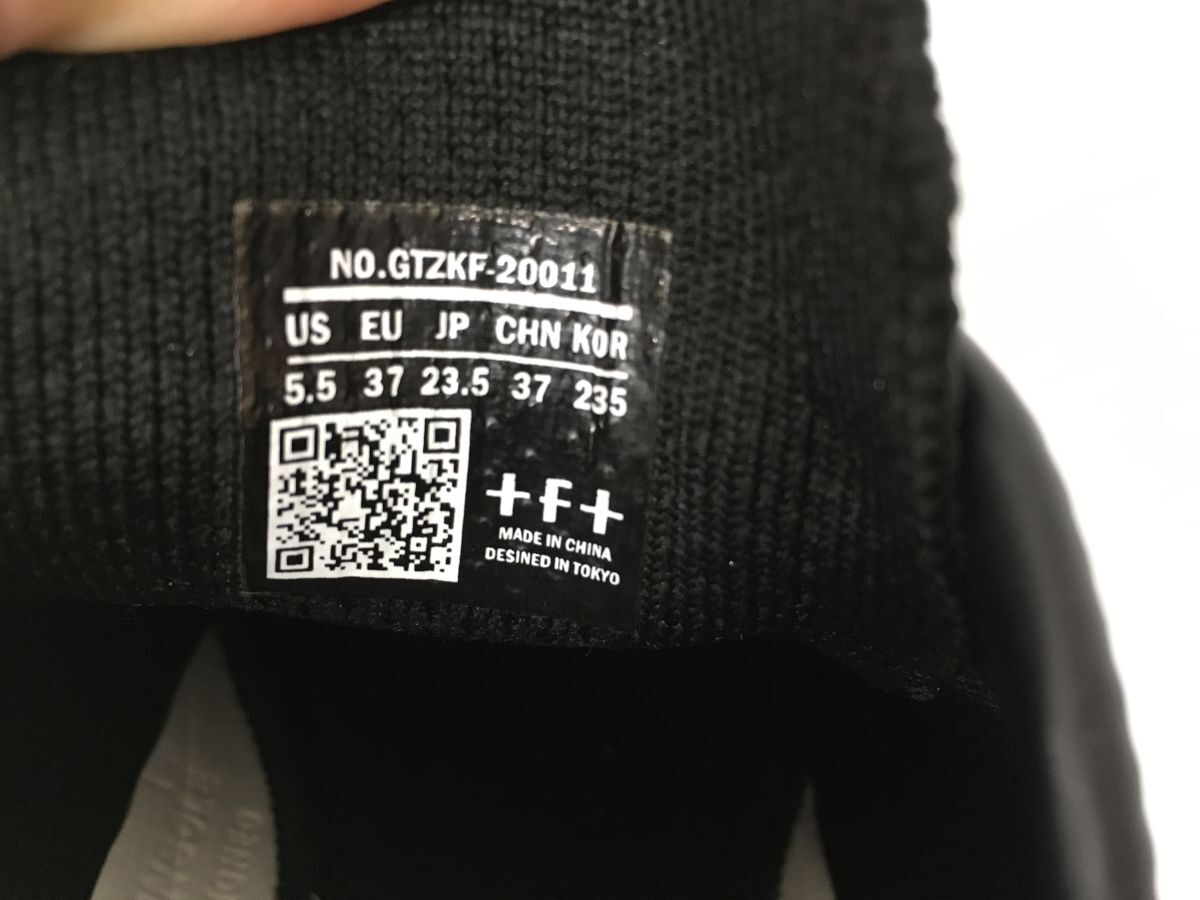 NO.GTZKF-20011
US EU JP CHN KOR
5.5 37 23.5 37 235
+F+
MADE IN CHINA
DESINED IN TOKYO